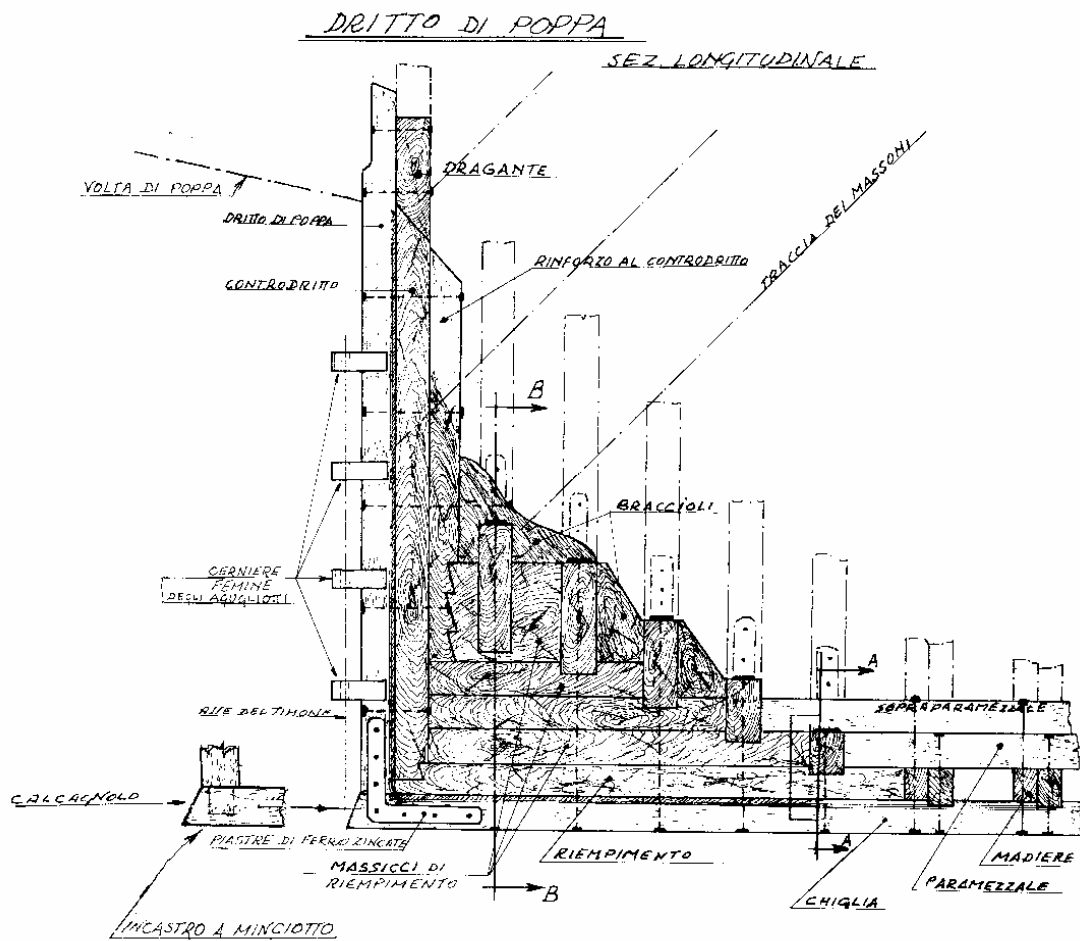 DRITTO DI POPPA
SEZ. LONGITUDINALE
DRAGANTE
VOLTA DI POPPA
DRITTO DI POPPA
TRACCIA DEI MASSONI
RINFORZO AL CONTRODRITTO
CONTRODRITTO
B
BRACCIOLI
CERNIERE
FEMINE
DEGLI AGUGLIOTTI
A
ASSE DEL TIMONE
SOPRAPARAMEZZALE
CALCAGNOLO
PIASTRE DI FERRO ZINCATE
A
MASSICCI DI
RIEMPIMENTO
RIEMPIMENTO
MADIERE
PARAMEZZALE
B
CHIGLIA
INCASTRO A MINCIOTTO